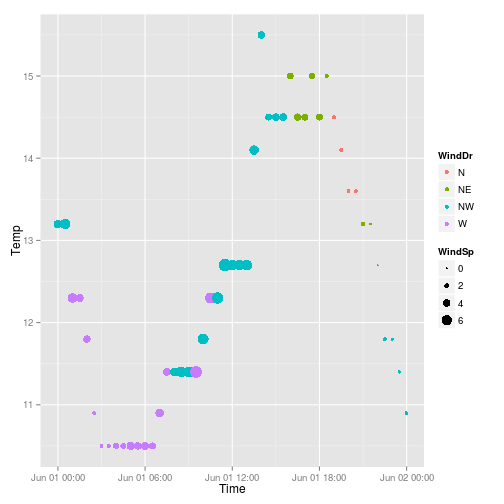 15
14
13
12
11
Temp
Jun 01 00:00
Jun 01 06:00
Jun 01 12:00
Jun 01 18:00
Jun 02 00:00
Time
WindDr
N
NE
NW
W
WindSp
0
2
4
6